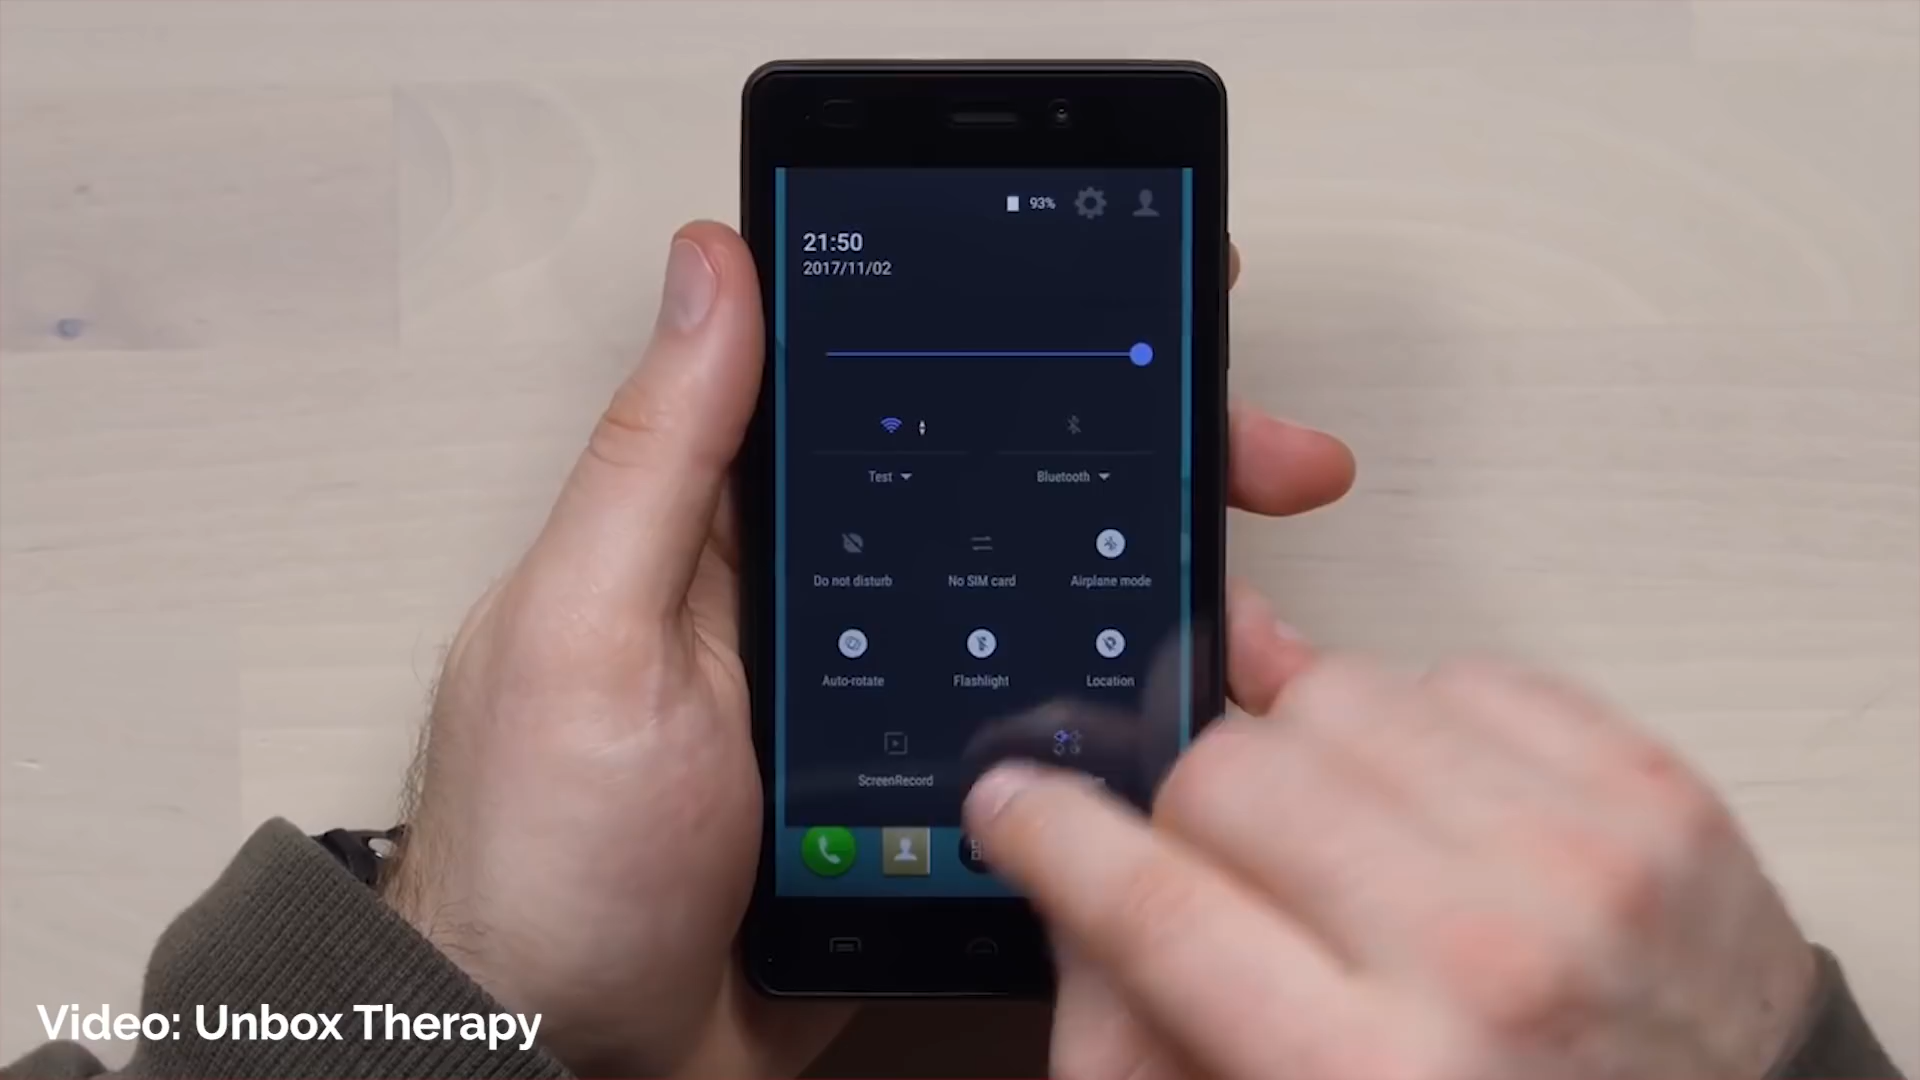 93%
21:50
2017/11/02
Test
Bluetooth
Do not disturb
No SIM card
Airplane mode
Auto-rotate
Flashlight
Location
ScreenRecord
Video: Unbox Therapy